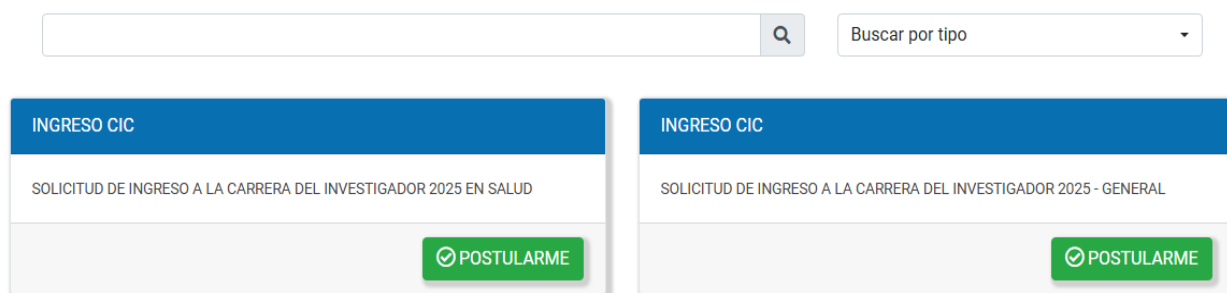 Buscar por tipo
INGRESO CIC
SOLICITUD DE INGRESO A LA CARRERA DEL INVESTIGADOR 2025 EN SALUD
POSTULARME
INGRESO CIC
SOLICITUD DE INGRESO A LA CARRERA DEL INVESTIGADOR 2025 - GENERAL
POSTULARME